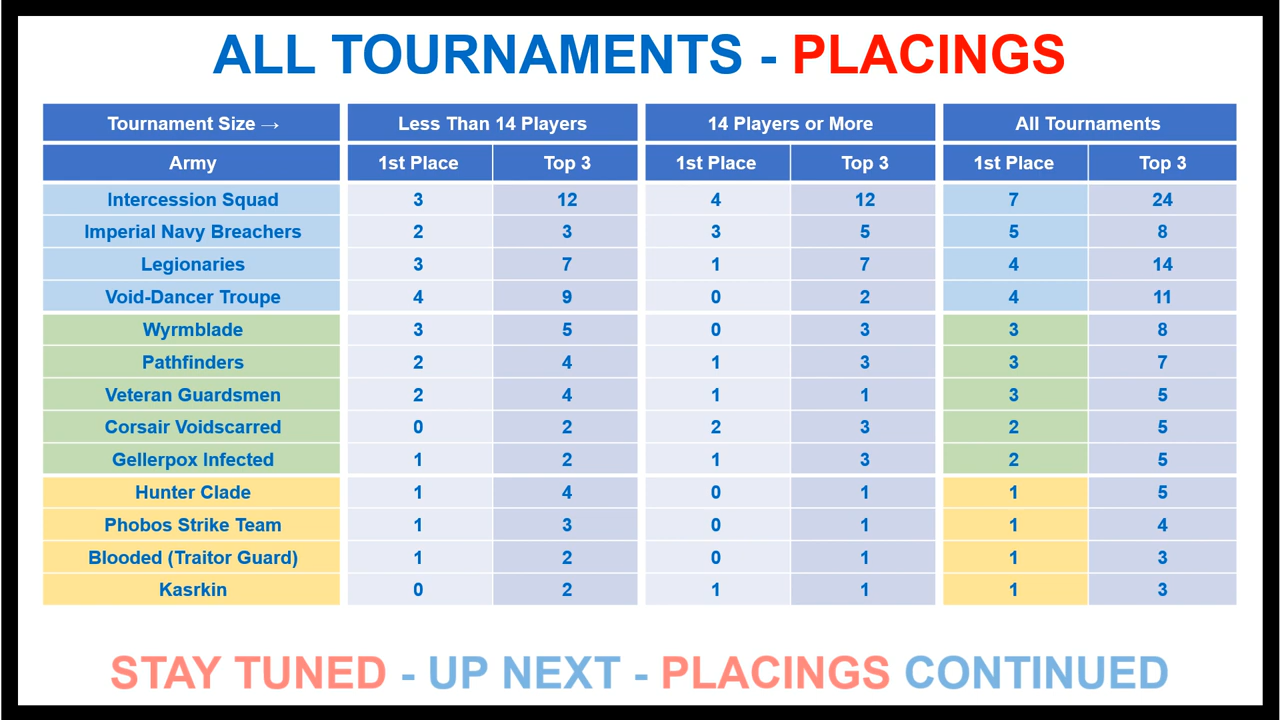 ALL TOURNAMENTS - PLACINGS
Tournament Size → Less Than 14 Players 14 Players or More All Tournaments
Army 1st Place Top 3 1st Place Top 3 1st Place Top 3
Intercession Squad 3 12 4 12 7 24
Imperial Navy Breachers 2 3 3 5 5 8
Legionaries 3 7 1 7 4 14
Void-Dancer Troupe 4 9 0 2 4 11
Wyrmblade 3 5 0 3 3 8
Pathfinders 2 4 1 3 3 7
Veteran Guardsmen 2 4 1 1 3 5
Corsair Voidscarred 0 2 2 3 2 5
Gellerpox Infected 1 2 1 3 2 5
Hunter Clade 1 4 0 1 1 5
Phobos Strike Team 1 3 0 1 1 4
Blooded (Traitor Guard) 1 2 0 1 1 3
Kasrkin 0 2 1 1 1 3
STAY TUNED - UP NEXT - PLACINGS CONTINUED